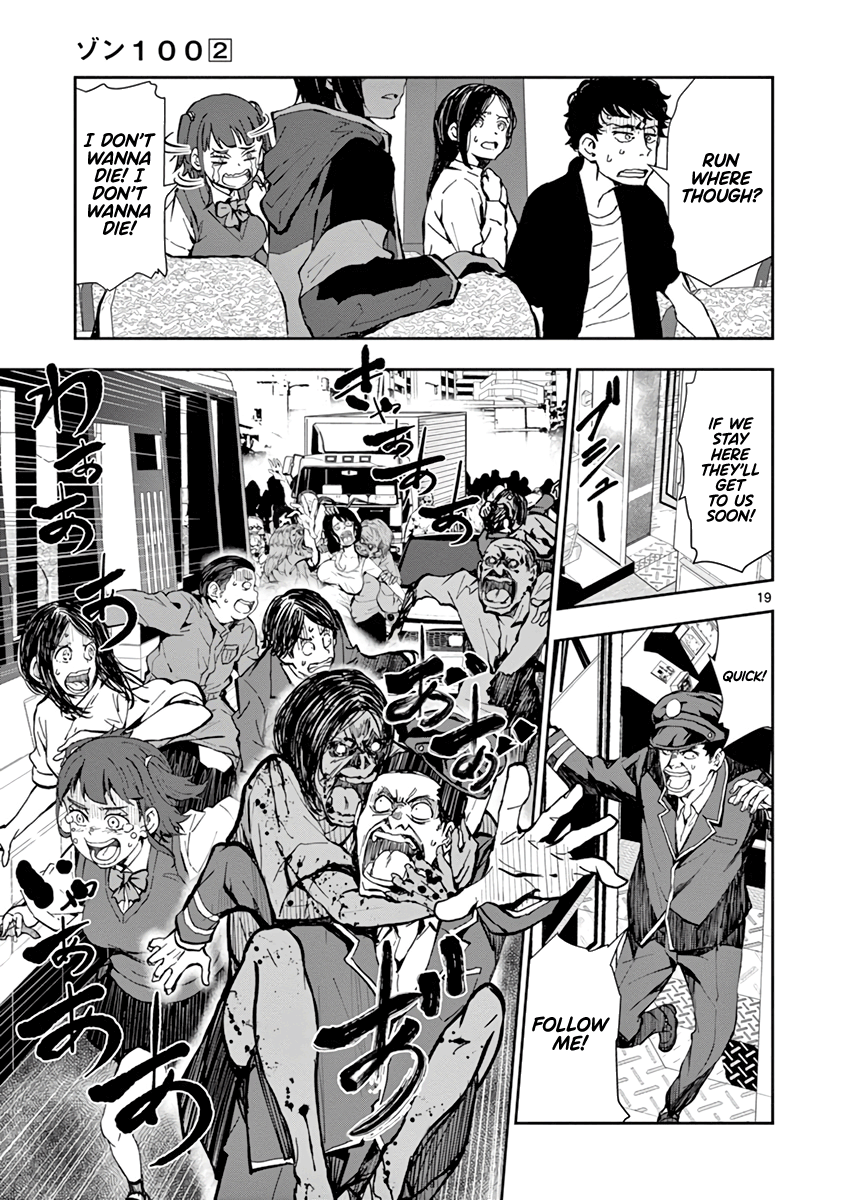 ゾン100 2
RUN
WHERE
THOUGH?
I DON'T
WANNA
DIE! I
DON'T
WANNA
DIE!
IF WE
STAY
HERE
THEY'LL
GET
TO US
SOON!
プシュー
19
QUICK!
FOLLOW
ME!
きゃああ
わああああ
ああああ
ぎゃあああああ